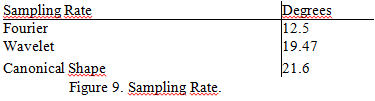 Sampling Rate Degrees
Fourier 12.5
Wavelet 19.47
Canonical Shape 21.6
Figure 9. Sampling Rate.